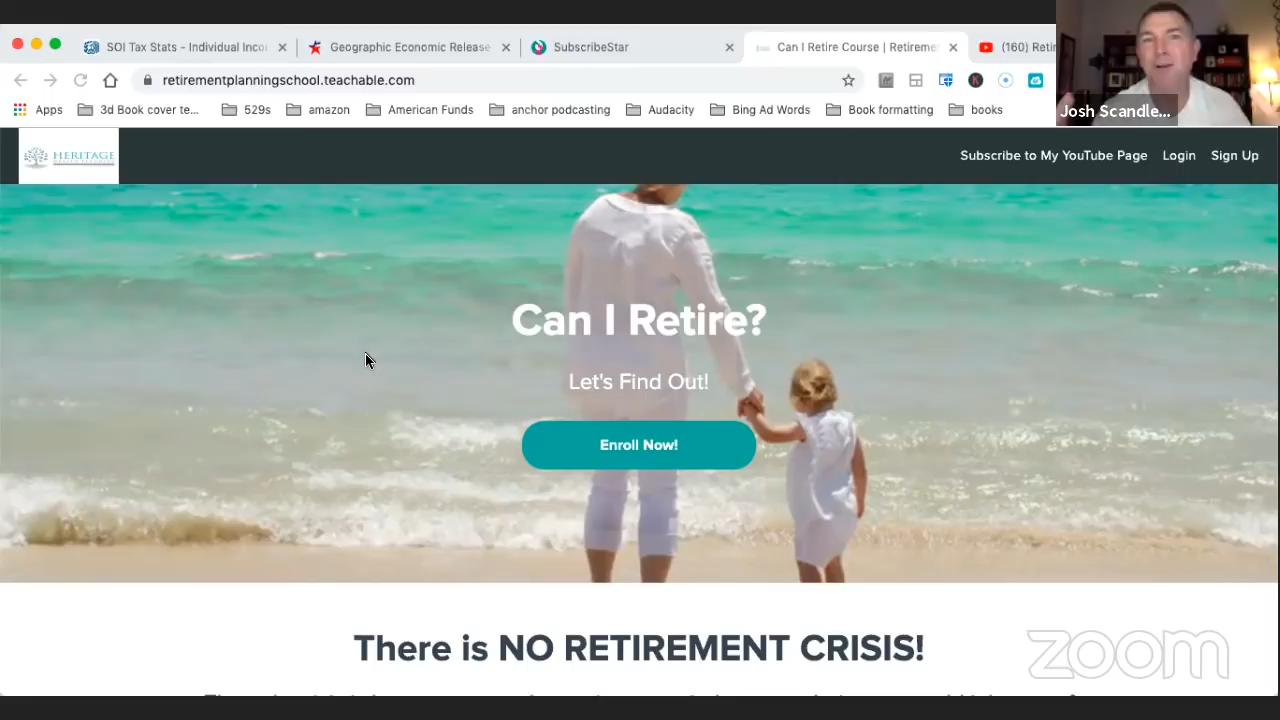 SOI Tax Stats - Individual Inco
Geographic Economic Release
SubscribeStar
Can I Retire Course | Retireme
(160) Retir
retirementplanningschool.teachable.com
Apps
3d Book cover te...
529s
amazon
American Funds
anchor podcasting
Audacity
Bing Ad Words
Book formatting
books
Josh Scandle...
HERITAGE
Subscribe to My YouTube Page
Login
Sign Up
Can I Retire?
Let's Find Out!
Enroll Now!
There is NO RETIREMENT CRISIS!
zoom